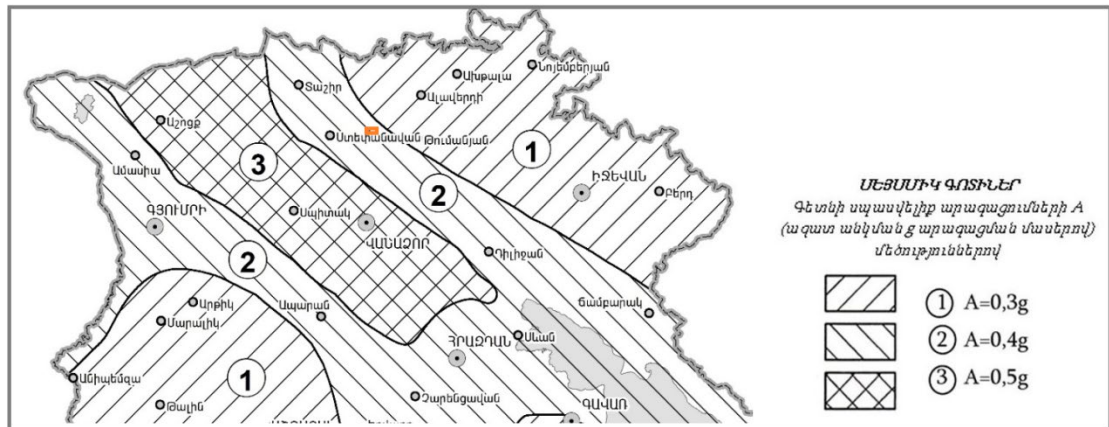 Նոյեմբերյան
Ախթալա
Տաշիր
Ալավերդի
Աշոցք
Ստեփանավան
Թումանյան
1
3
Ամասիա
ԻՋԵՎԱՆ
Բերդ
2
Սպիտակ
ԳՅՈՒՄՐԻ
ՎԱՆԱՁՈՐ
Դիլիջան
2
Արթիկ
Ապարան
Ճամբարակ
Մարալիկ
Սևան
ՀՐԱԶԴԱՆ
Անիպեմզա
1
Չարենցավան
Թալին
ԳԱՎԱՌ
ՍԵՅՍՄԻԿ ԳՈՏԻՆԵՐ
Գետնի սպասվելիք արագացումների A
(ազատ անկման g արագացման մասերով)
մեծություններով
1 A=0,3g
2 A=0,4g
3 A=0,5g